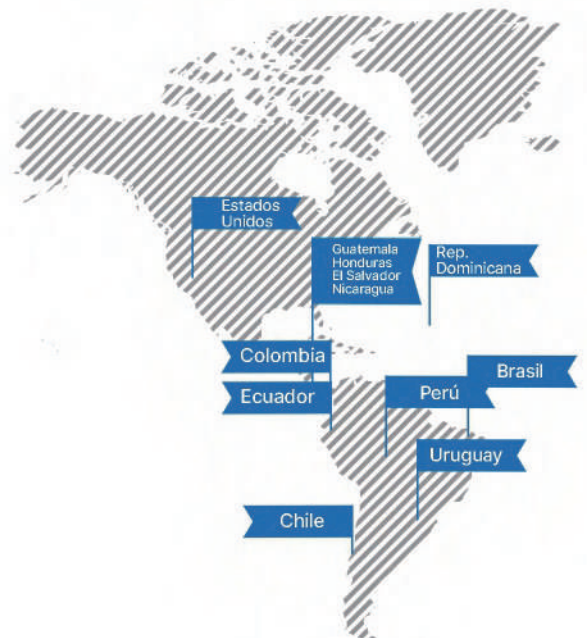 Estados
Unidos
Guatemala
Honduras
El Salvador
Nicaragua
Rep.
Dominicana
Colombia
Ecuador
Brasil
Perú
Uruguay
Chile